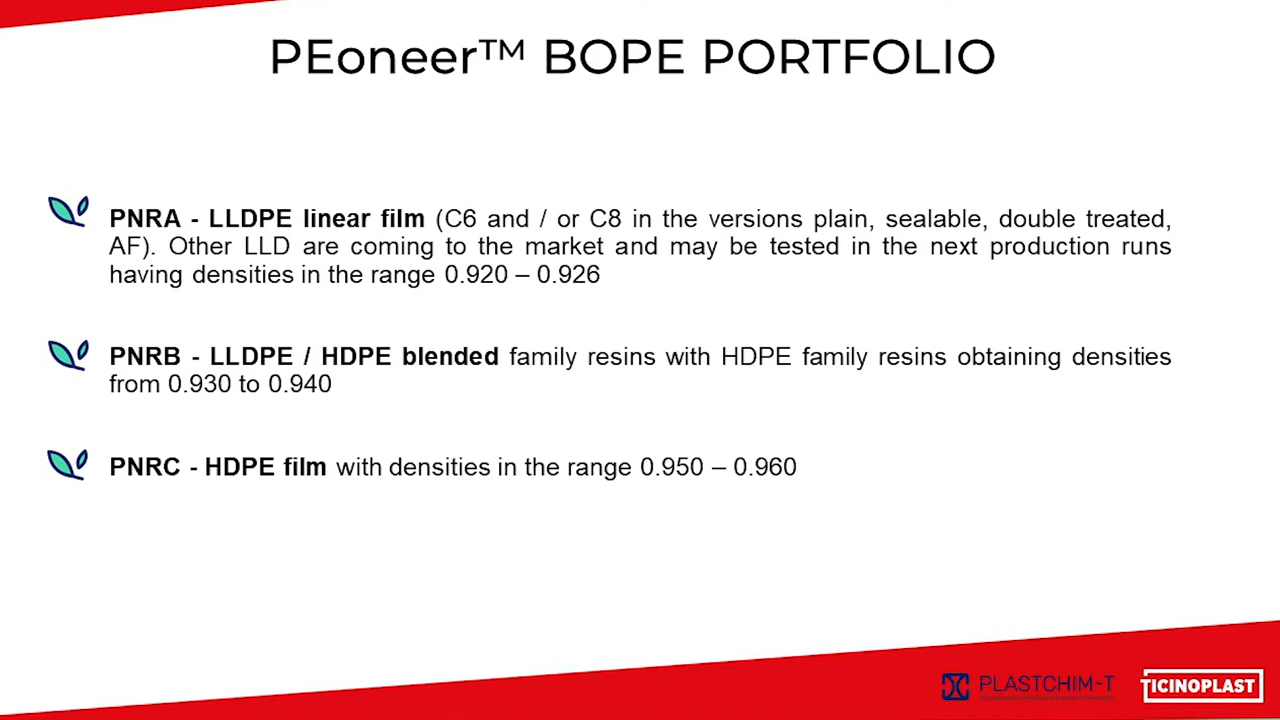 PEoneer™ BOPE PORTFOLIO
PNRA - LLDPE linear film (C6 and / or C8 in the versions plain, sealable, double treated,
AF). Other LLD are coming to the market and may be tested in the next production runs
having densities in the range 0.920 – 0.926
PNRB - LLDPE / HDPE blended family resins with HDPE family resins obtaining densities
from 0.930 to 0.940
PNRC - HDPE film with densities in the range 0.950 – 0.960
PLASTCHIM-T
TICINOPLAST